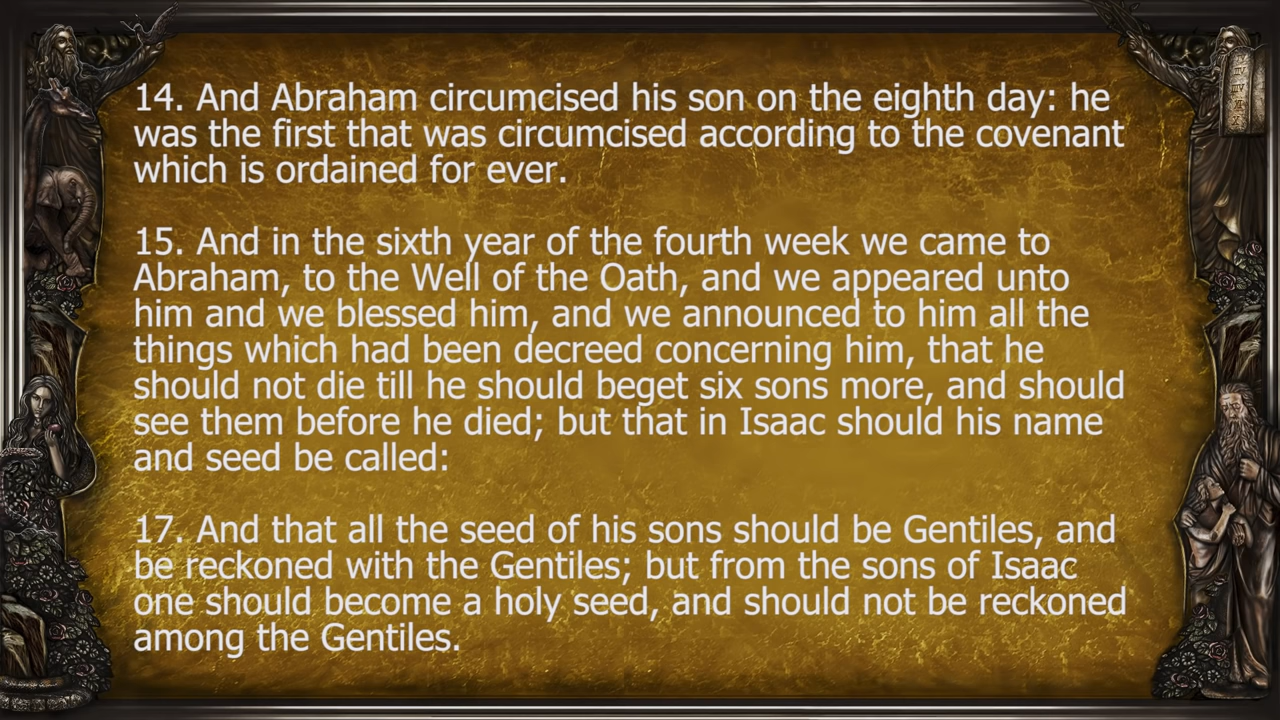 14. And Abraham circumcised his son on the eighth day: he
was the first that was circumcised according to the covenant
which is ordained for ever.
15. And in the sixth year of the fourth week we came to
Abraham, to the Well of the Oath, and we appeared unto
him and we blessed him, and we announced to him all the
things which had been decreed concerning him, that he
should not die till he should beget six sons more, and should
see them before he died; but that in Isaac should his name
and seed be called:
17. And that all the seed of his sons should be Gentiles, and
be reckoned with the Gentiles; but from the sons of Isaac
one should become a holy seed, and should not be reckoned
among the Gentiles.